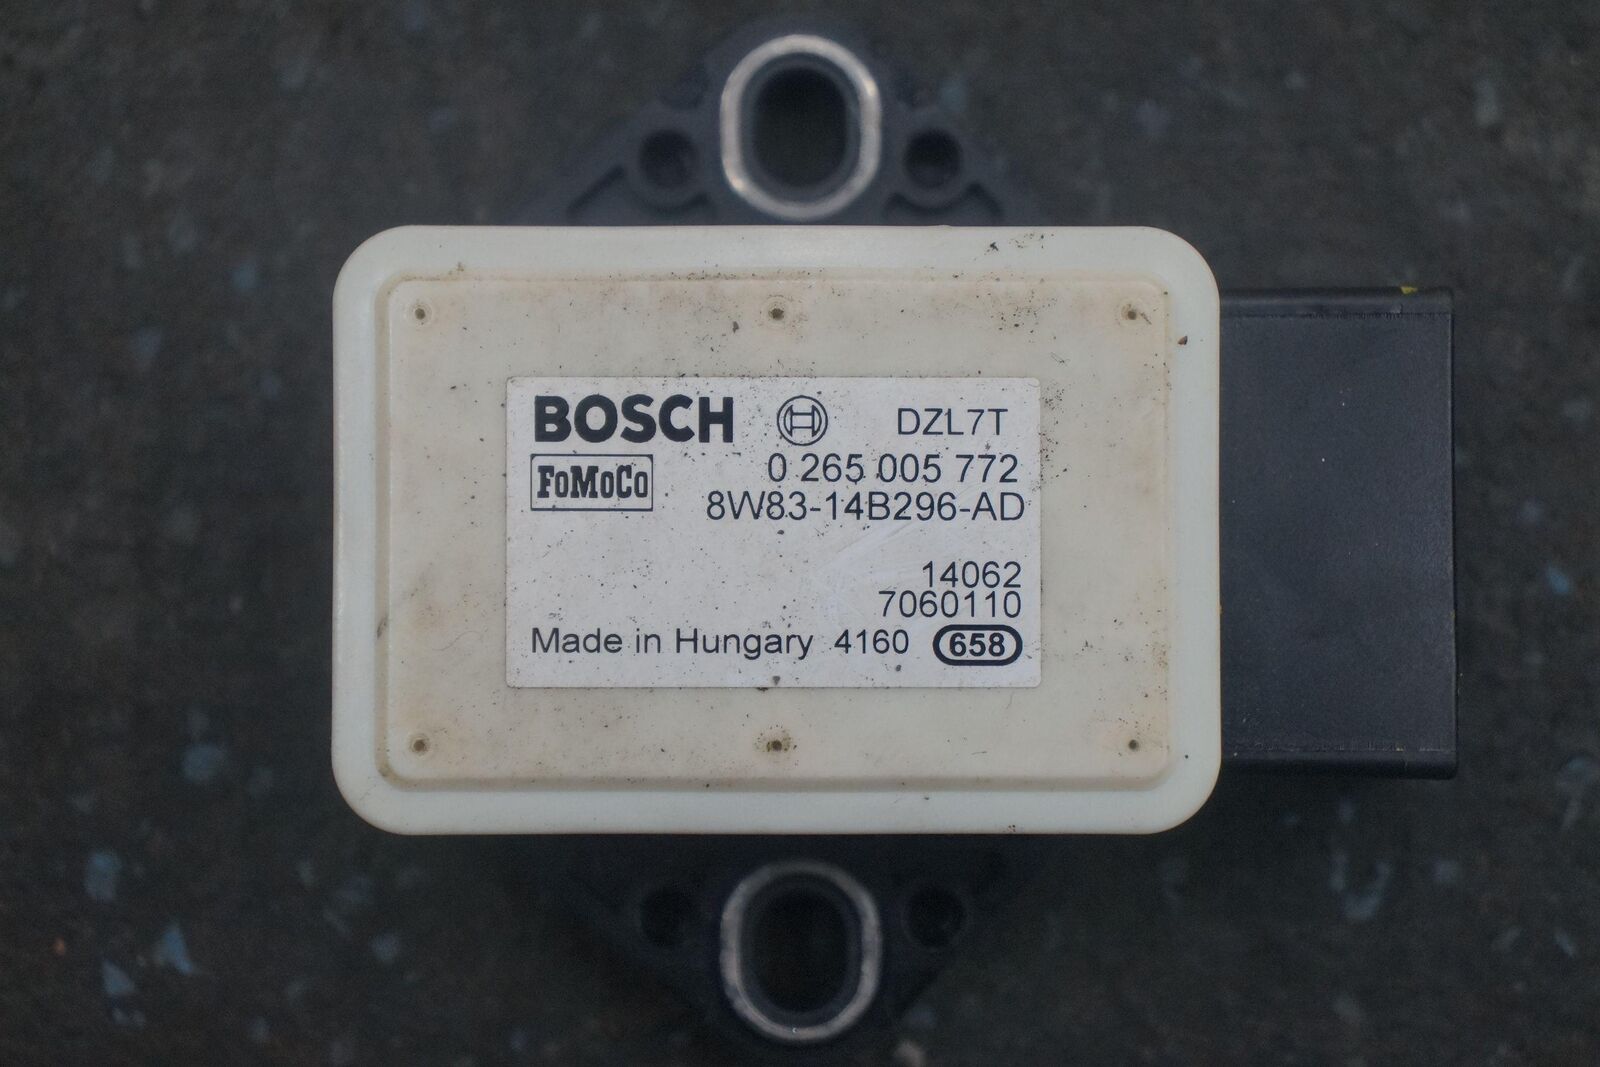 BOSCH DZL7T
FoMoCo 0 265 005 772
8W83-14B296-AD
14062
7060110
Made in Hungary 4160 658